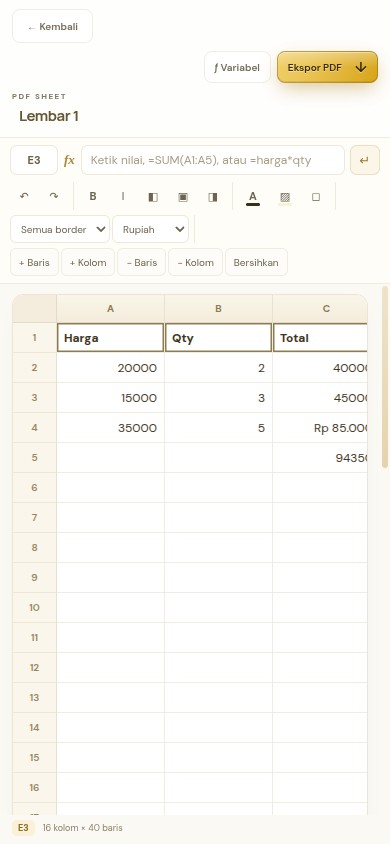 ← Kembali
ƒ Variabel
Ekspor PDF ↓
PDF SHEET
Lembar 1
E3 fx Ketik nilai, =SUM(A1:A5), atau =harga*qty ↵
↶ ↷ B I A
Semua border Rupiah
+ Baris + Kolom − Baris − Kolom Bersihkan
A B C
1 Harga Qty Total
2 20000 2 40000
3 15000 3 45000
4 35000 5 Rp 85.000
5 94350
6
7
8
9
10
11
12
13
14
15
16
E3 16 kolom × 40 baris